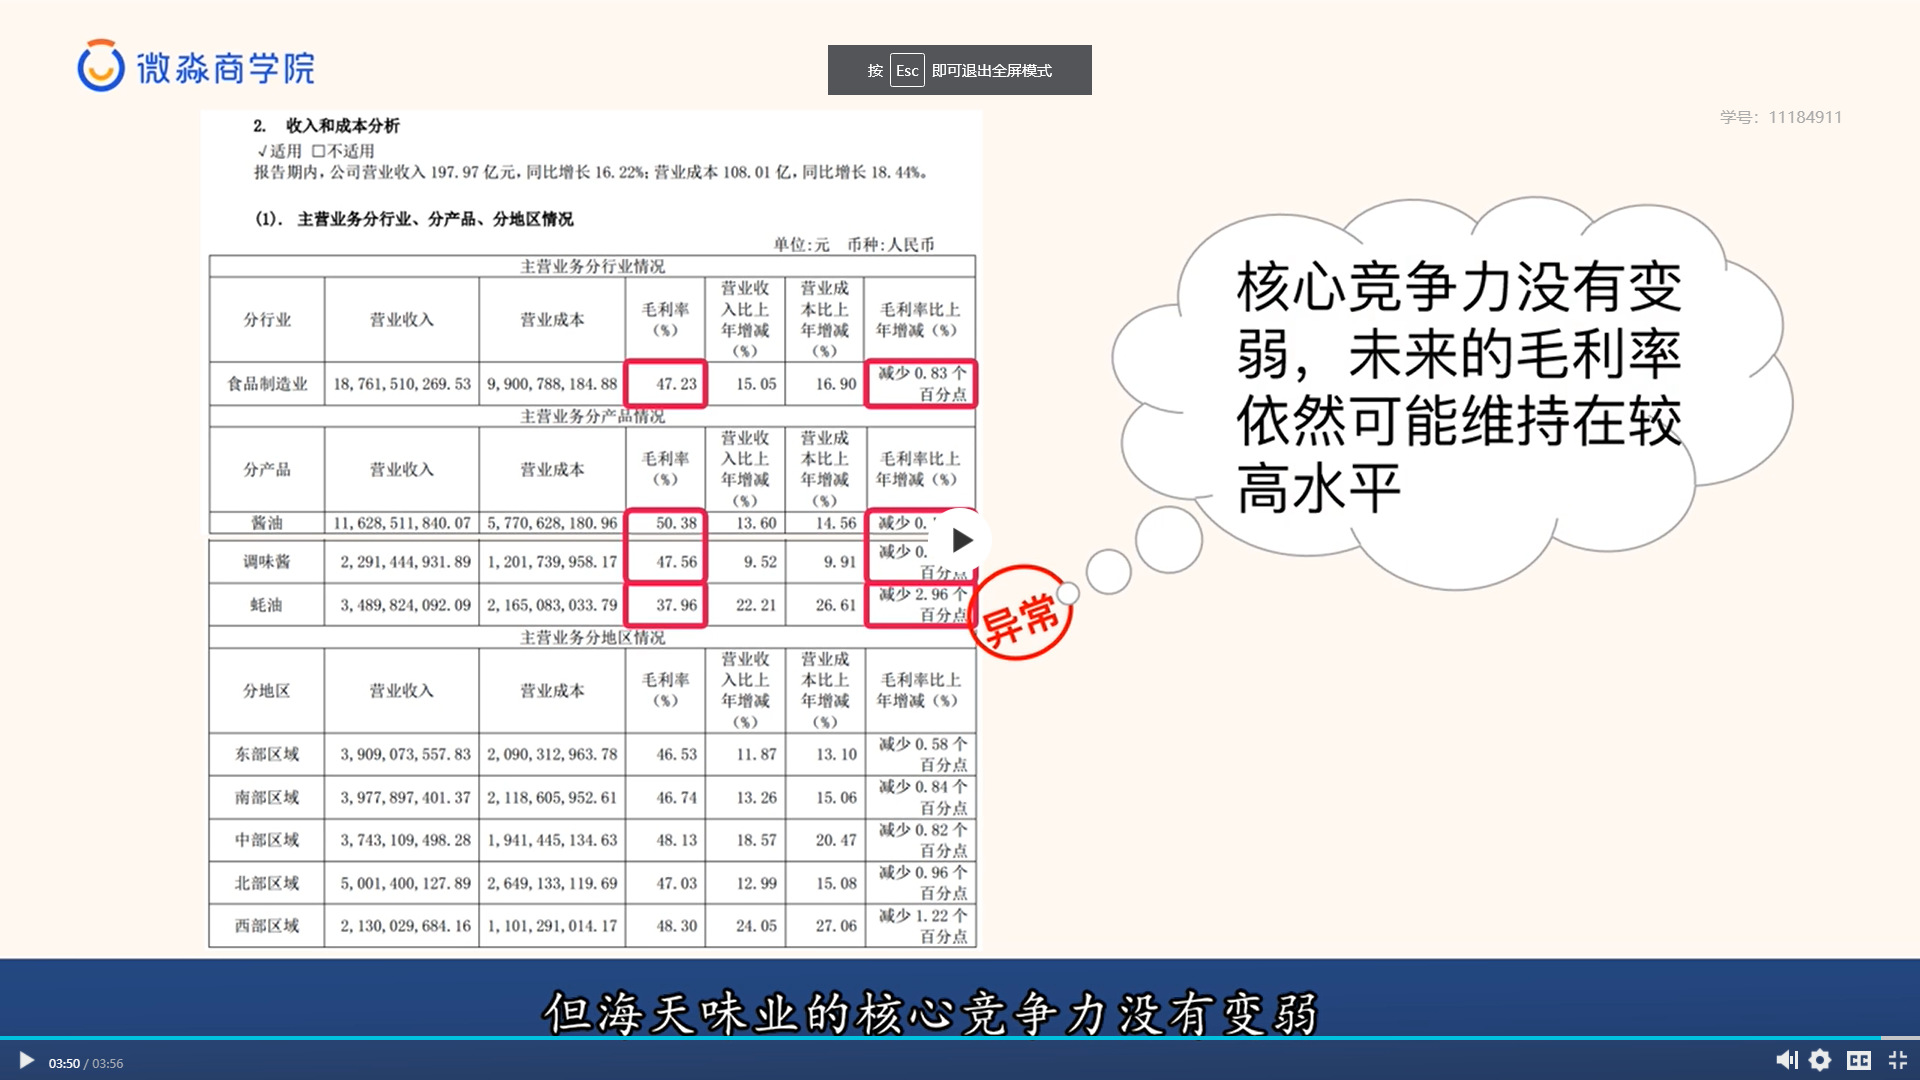 微淼商学院
按 Esc 即可退出全屏模式
学号：11184911
2. 收入和成本分析
√适用 □不适用
报告期内，公司营业收入 197.97 亿元，同比增长 16.22%；营业成本 108.01 亿，同比增长 18.44%。
(1). 主营业务分行业、分产品、分地区情况
单位：元 币种：人民币
主营业务分行业情况
分行业 营业收入 营业成本 毛利率（%） 营业收入比上年增减（%） 营业成本比上年增减（%） 毛利率比上年增减（%）
食品制造业 18,761,510,269.53 9,900,788,184.88 47.23 15.05 16.90 减少 0.83 个百分点
主营业务分产品情况
分产品 营业收入 营业成本 毛利率（%） 营业收入比上年增减（%） 营业成本比上年增减（%） 毛利率比上年增减（%）
酱油 11,628,511,840.07 5,770,628,180.96 50.38 13.60 14.56 减少 0.
调味酱 2,291,444,931.89 1,201,739,958.17 47.56 9.52 9.91 减少 0. 百分点
蚝油 3,489,824,092.09 2,165,083,033.79 37.96 22.21 26.61 减少 2.96 个百分点
主营业务分地区情况
分地区 营业收入 营业成本 毛利率（%） 营业收入比上年增减（%） 营业成本比上年增减（%） 毛利率比上年增减（%）
东部区域 3,909,073,557.83 2,090,312,963.78 46.53 11.87 13.10 减少 0.58 个百分点
南部区域 3,977,897,401.37 2,118,605,952.61 46.74 13.26 15.06 减少 0.84 个百分点
中部区域 3,743,109,498.28 1,941,445,134.63 48.13 18.57 20.47 减少 0.82 个百分点
北部区域 5,001,400,127.89 2,649,133,119.69 47.03 12.99 15.08 减少 0.96 个百分点
西部区域 2,130,029,684.16 1,101,291,014.17 48.30 24.05 27.06 减少 1.22 个百分点
异常
核心竞争力没有变
弱，未来的毛利率
依然可能维持在较
高水平
但海天味业的核心竞争力没有变弱
03:50 / 03:56
CC